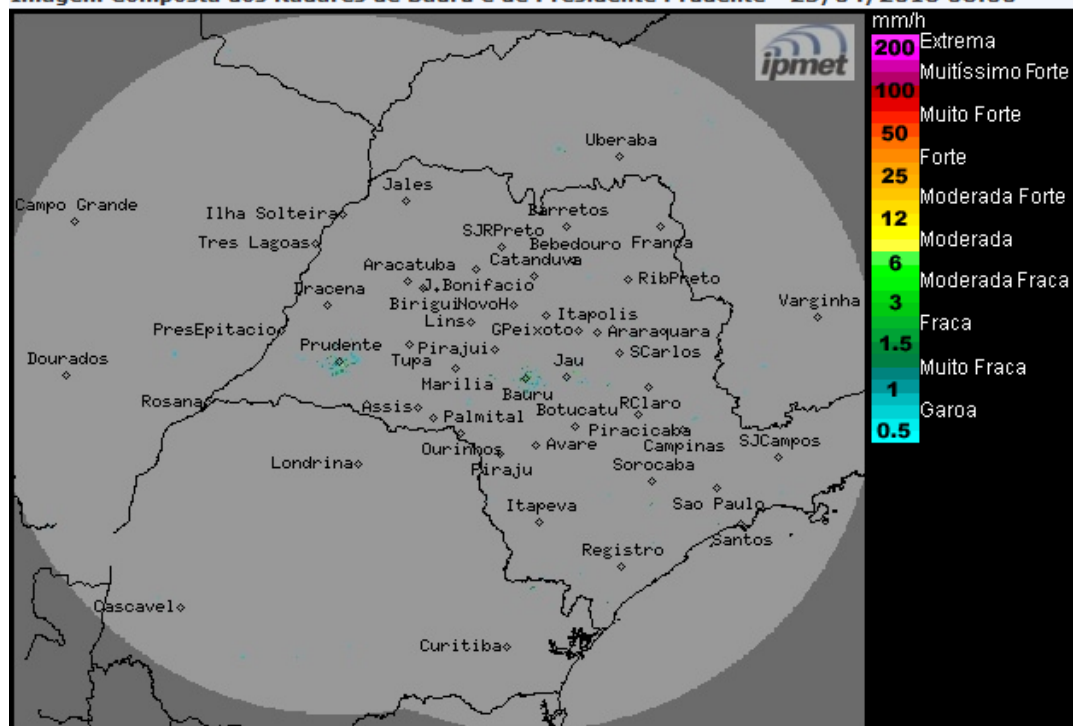 mm/h
200 Extrema
Muitíssimo Forte
100
Muito Forte
50
Forte
25
Moderada Forte
12
Moderada
6
Moderada Fraca
3
Fraca
1.5
Muito Fraca
1
Garoa
0.5
ipmet
Uberaba
Jales
Campo Grande
Ilha Solteira
Barretos
Tres Lagoas
SJRPreto
Bebedouro
Franca
Aracatuba
Catanduva
RibPreto
Dracena
J.Bonifacio
Varginha
Birigui
NovoH
Itapolis
PresEpitacio
Lins
GPeixoto
Araraquara
Prudente
Pirajui
SCarlos
Dourados
Tupa
Jau
Marilia
Bauru
Rosana
Assis
Palmital
Botucatu
RClaro
Piracicaba
Ourinhos
Avare
Campinas
SJCampos
Londrina
Piraju
Sorocaba
Itapeva
Sao Paulo
Santos
Registro
Cascavel
Curitiba